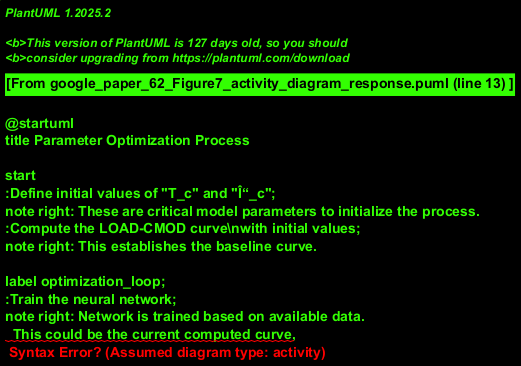 PlantUML 1.2025.2
<b>This version of PlantUML is 127 days old, so you should
<b>consider upgrading from https://plantuml.com/download
[From google_paper_62_Figure7_activity_diagram_response.puml (line 13) ]
@startuml
title Parameter Optimization Process
start
:Define initial values of "T_c" and "Î“_c";
note right: These are critical model parameters to initialize the process.
:Compute the LOAD-CMOD curve\nwith initial values;
note right: This establishes the baseline curve.
label optimization_loop;
:Train the neural network;
note right: Network is trained based on available data.
This could be the current computed curve,
Syntax Error? (Assumed diagram type: activity)